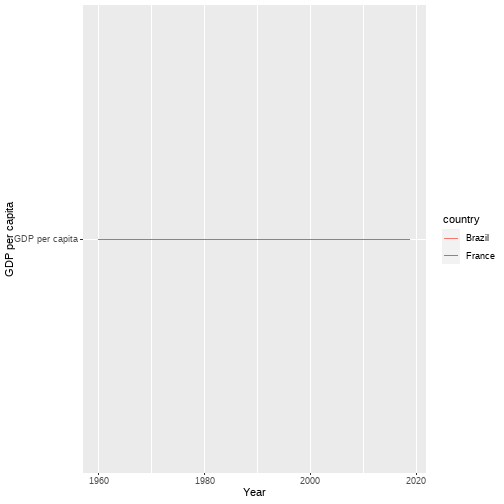 GDP per capita
GDP per capita
1960
1980
2000
2020
Year
country
Brazil
France